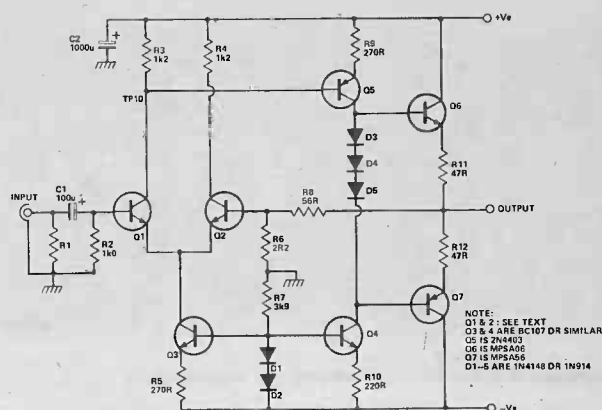 C2
1000u
+
R3
1k2
R4
1k2
R9
270R
+Ve
TP10
Q5
Q6
D3
D4
D5
R11
47R
INPUT
C1
100u
+
R8
56R
OUTPUT
Q1
Q2
R1
R2
1k0
R6
2R2
R12
47R
R7
3k9
Q7
Q3
Q4
D1
D2
R5
270R
R10
220R
NOTE:
Q1 & 2 : SEE TEXT
Q3 & 4 ARE BC107 OR SIMILAR
Q5 IS 2N4403
Q6 IS MPSA06
Q7 IS MPSA56
D1–5 ARE 1N4148 OR 1N914
–Ve